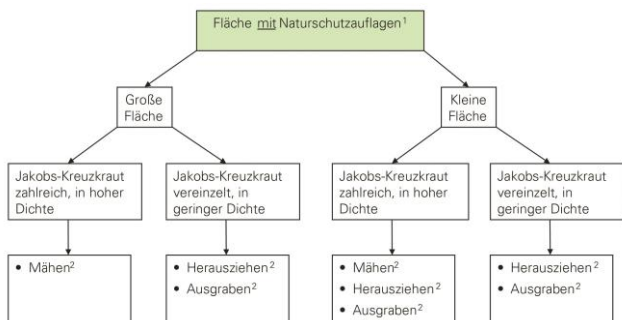 Fläche mit Naturschutzauflagen¹
Große
Fläche
Kleine
Fläche
Jakobs-Kreuzkraut
zahlreich, in hoher
Dichte
Jakobs-Kreuzkraut
vereinzelt, in
geringer Dichte
Jakobs-Kreuzkraut
zahlreich, in hoher
Dichte
Jakobs-Kreuzkraut
vereinzelt, in
geringer Dichte
• Mähen²
• Herausziehen²
• Ausgraben²
• Mähen²
• Herausziehen²
• Ausgraben²
• Herausziehen²
• Ausgraben²